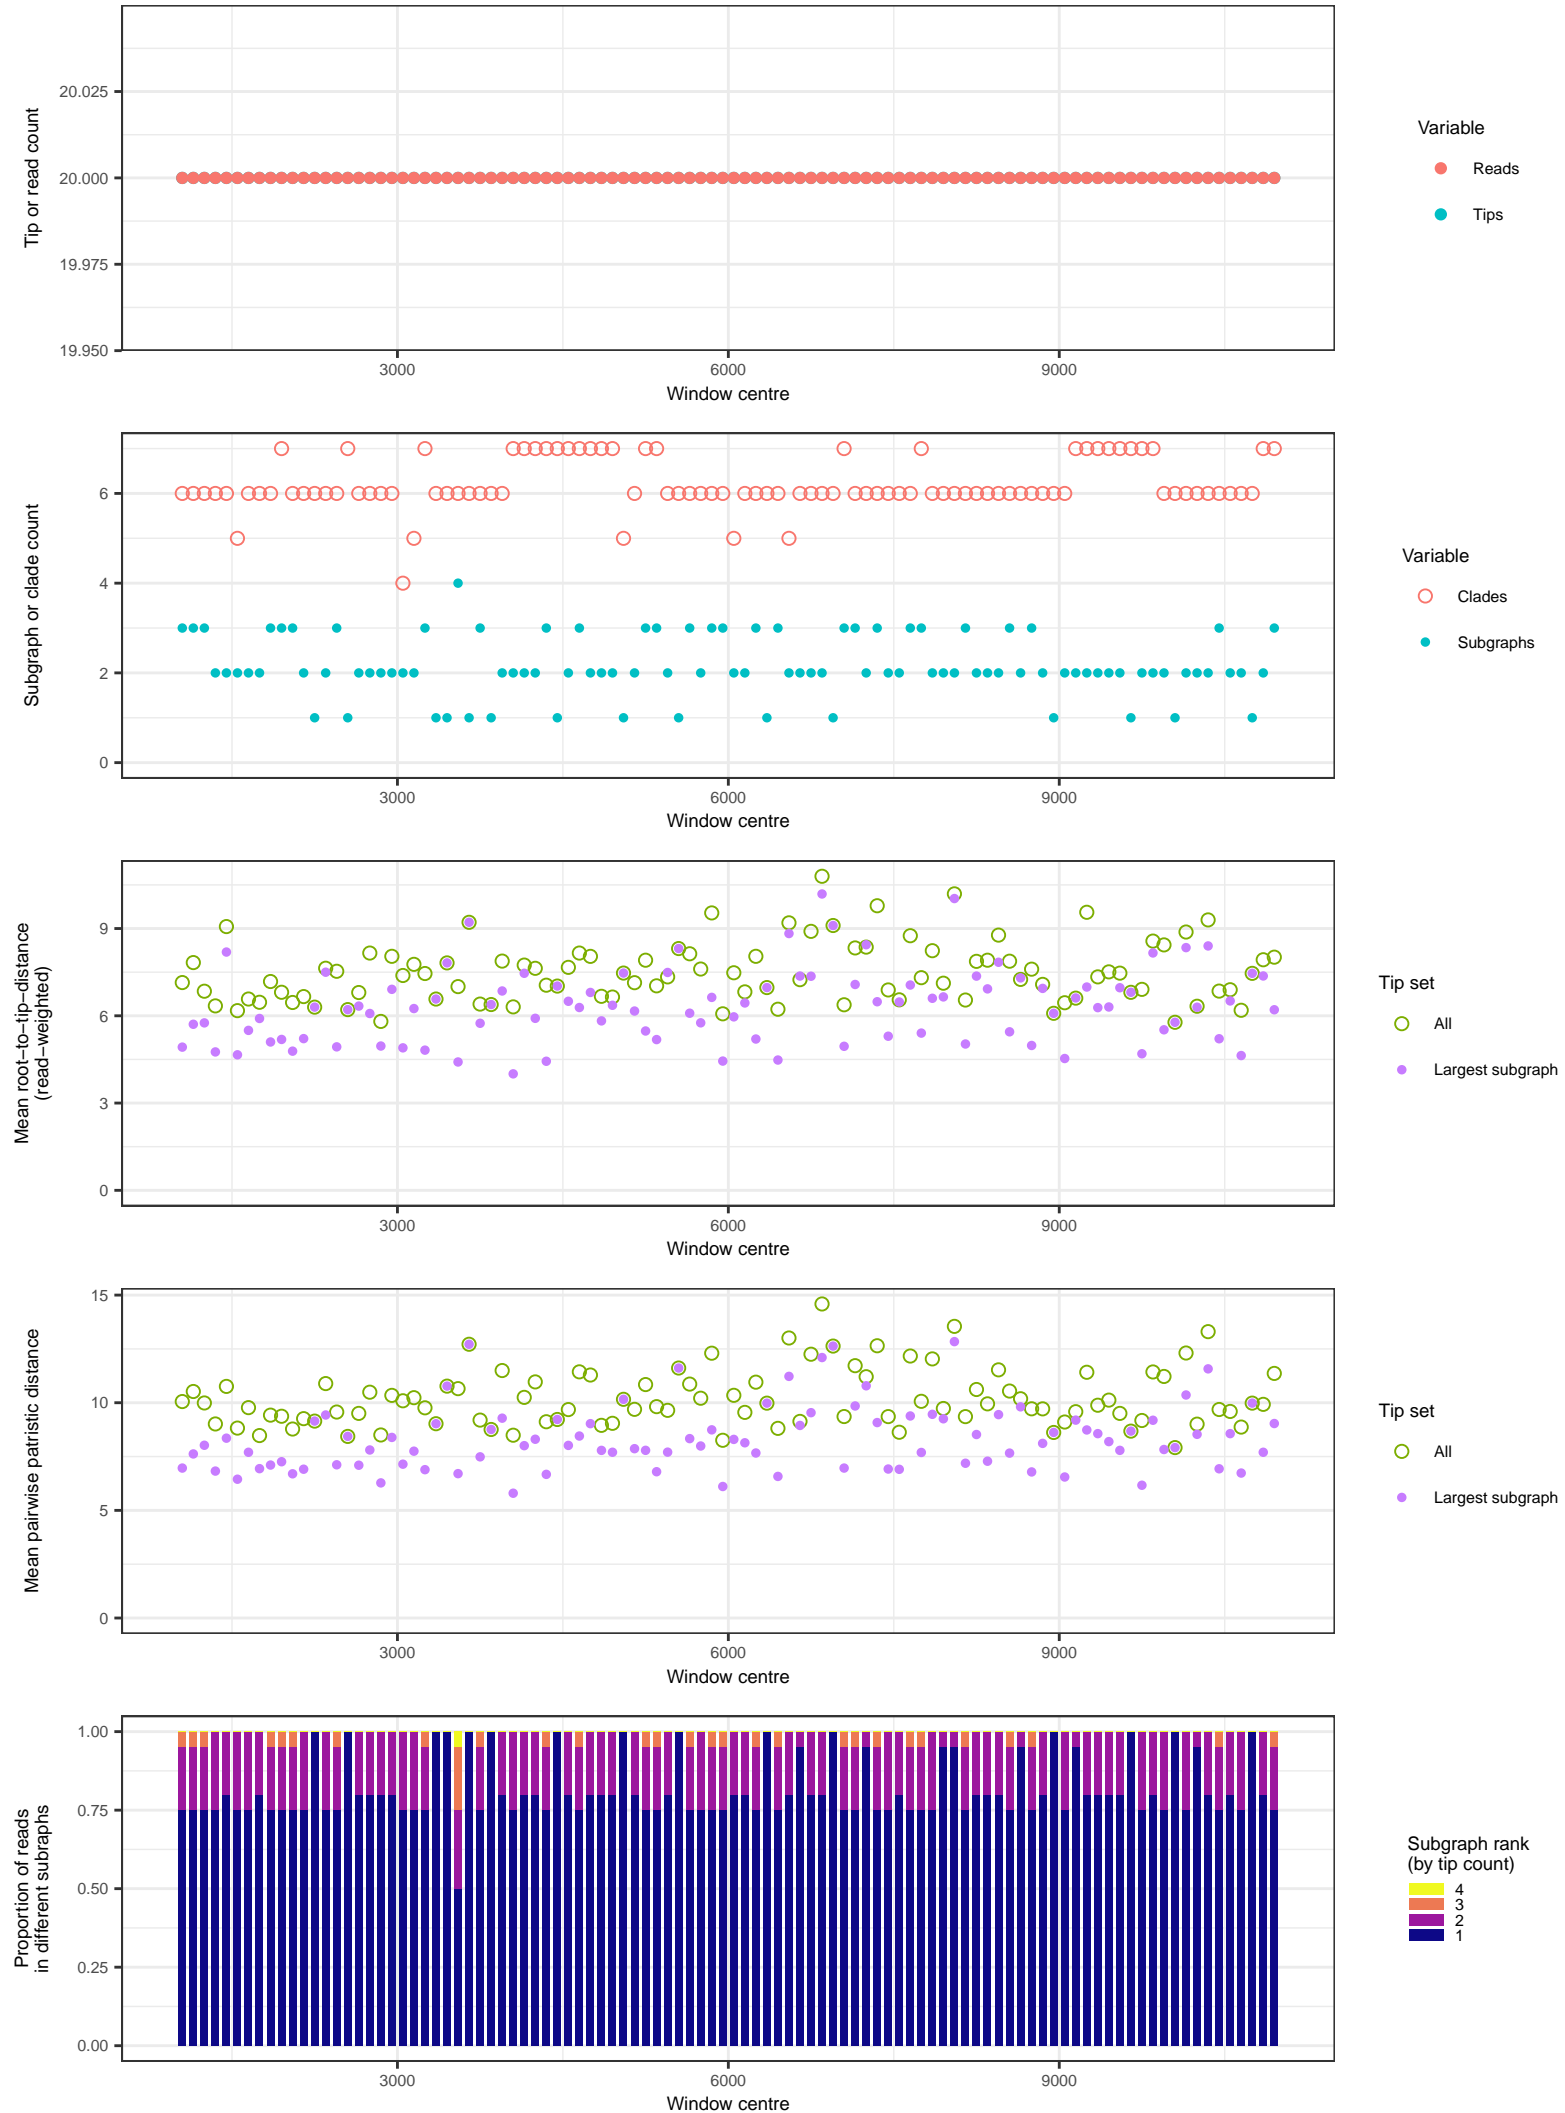 20.025
20.000
19.975
19.950
Tip or read count
3000
6000
9000
Window centre
Variable
Reads
Tips
6
4
2
0
Subgraph or clade count
3000
6000
9000
Window centre
Variable
Clades
Subgraphs
9
6
3
0
Mean root−to−tip−distance
(read−weighted)
3000
6000
9000
Window centre
Tip set
All
Largest subgraph
15
10
5
0
Mean pairwise patristic distance
3000
6000
9000
Window centre
Tip set
All
Largest subgraph
1.00
0.75
0.50
0.25
0.00
Proportion of reads
in different subraphs
3000
6000
9000
Window centre
Subgraph rank
(by tip count)
4
3
2
1